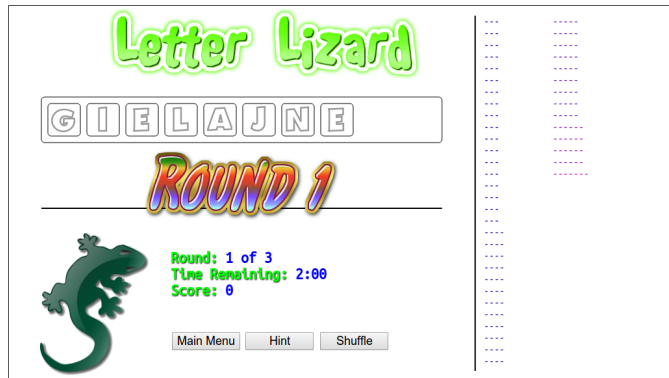 Letter Lizard
G I E L A J N E
ROUND 1
Round: 1 of 3
Time Remaining: 2:00
Score: 0
Main Menu Hint Shuffle